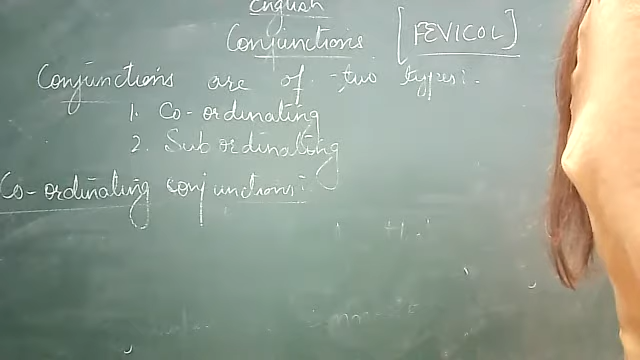 English
Conjunctions [FEVICOL]
Conjunctions are of two types:
1. Co-ordinating
2. Subordinating
Co-ordinating conjunctions: